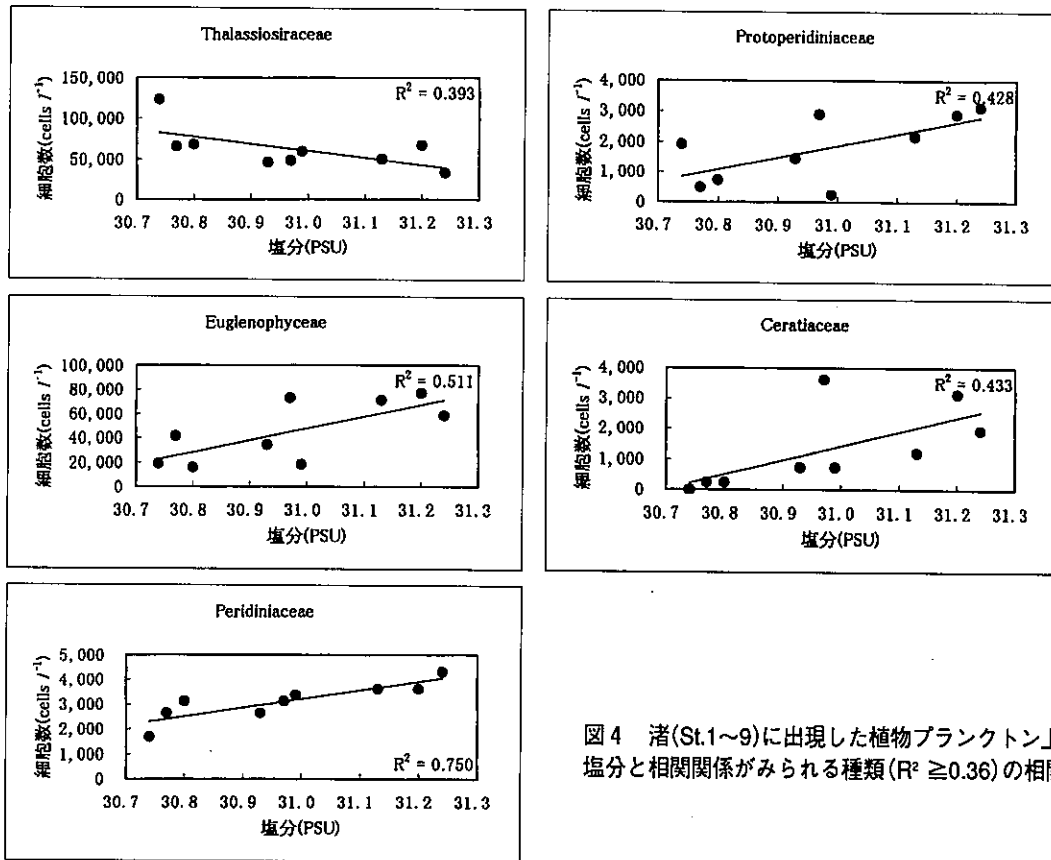 Thalassiosiraceae
150,000
100,000
50,000
0
細胞数(cells /⁻¹)
R² = 0.393
30.7 30.8 30.9 31.0 31.1 31.2 31.3
塩分(PSU)
Protoperidiniaceae
4,000
3,000
2,000
1,000
0
細胞数(cells /⁻¹)
R² = 0.428
30.7 30.8 30.9 31.0 31.1 31.2 31.3
塩分(PSU)
Euglenophyceae
100,000
80,000
60,000
40,000
20,000
0
細胞数(cells /⁻¹)
R² = 0.511
30.7 30.8 30.9 31.0 31.1 31.2 31.3
塩分(PSU)
Ceratiaceae
4,000
3,000
2,000
1,000
0
細胞数(cells /⁻¹)
R² = 0.433
30.7 30.8 30.9 31.0 31.1 31.2 31.3
塩分(PSU)
Peridiniaceae
5,000
4,000
3,000
2,000
1,000
0
細胞数(cells /⁻¹)
R² = 0.750
30.7 30.8 30.9 31.0 31.1 31.2 31.3
塩分(PSU)
図4 渚(St.1～9)に出現した植物プランクトン
塩分と相関関係がみられる種類(R² ≧0.36)の相